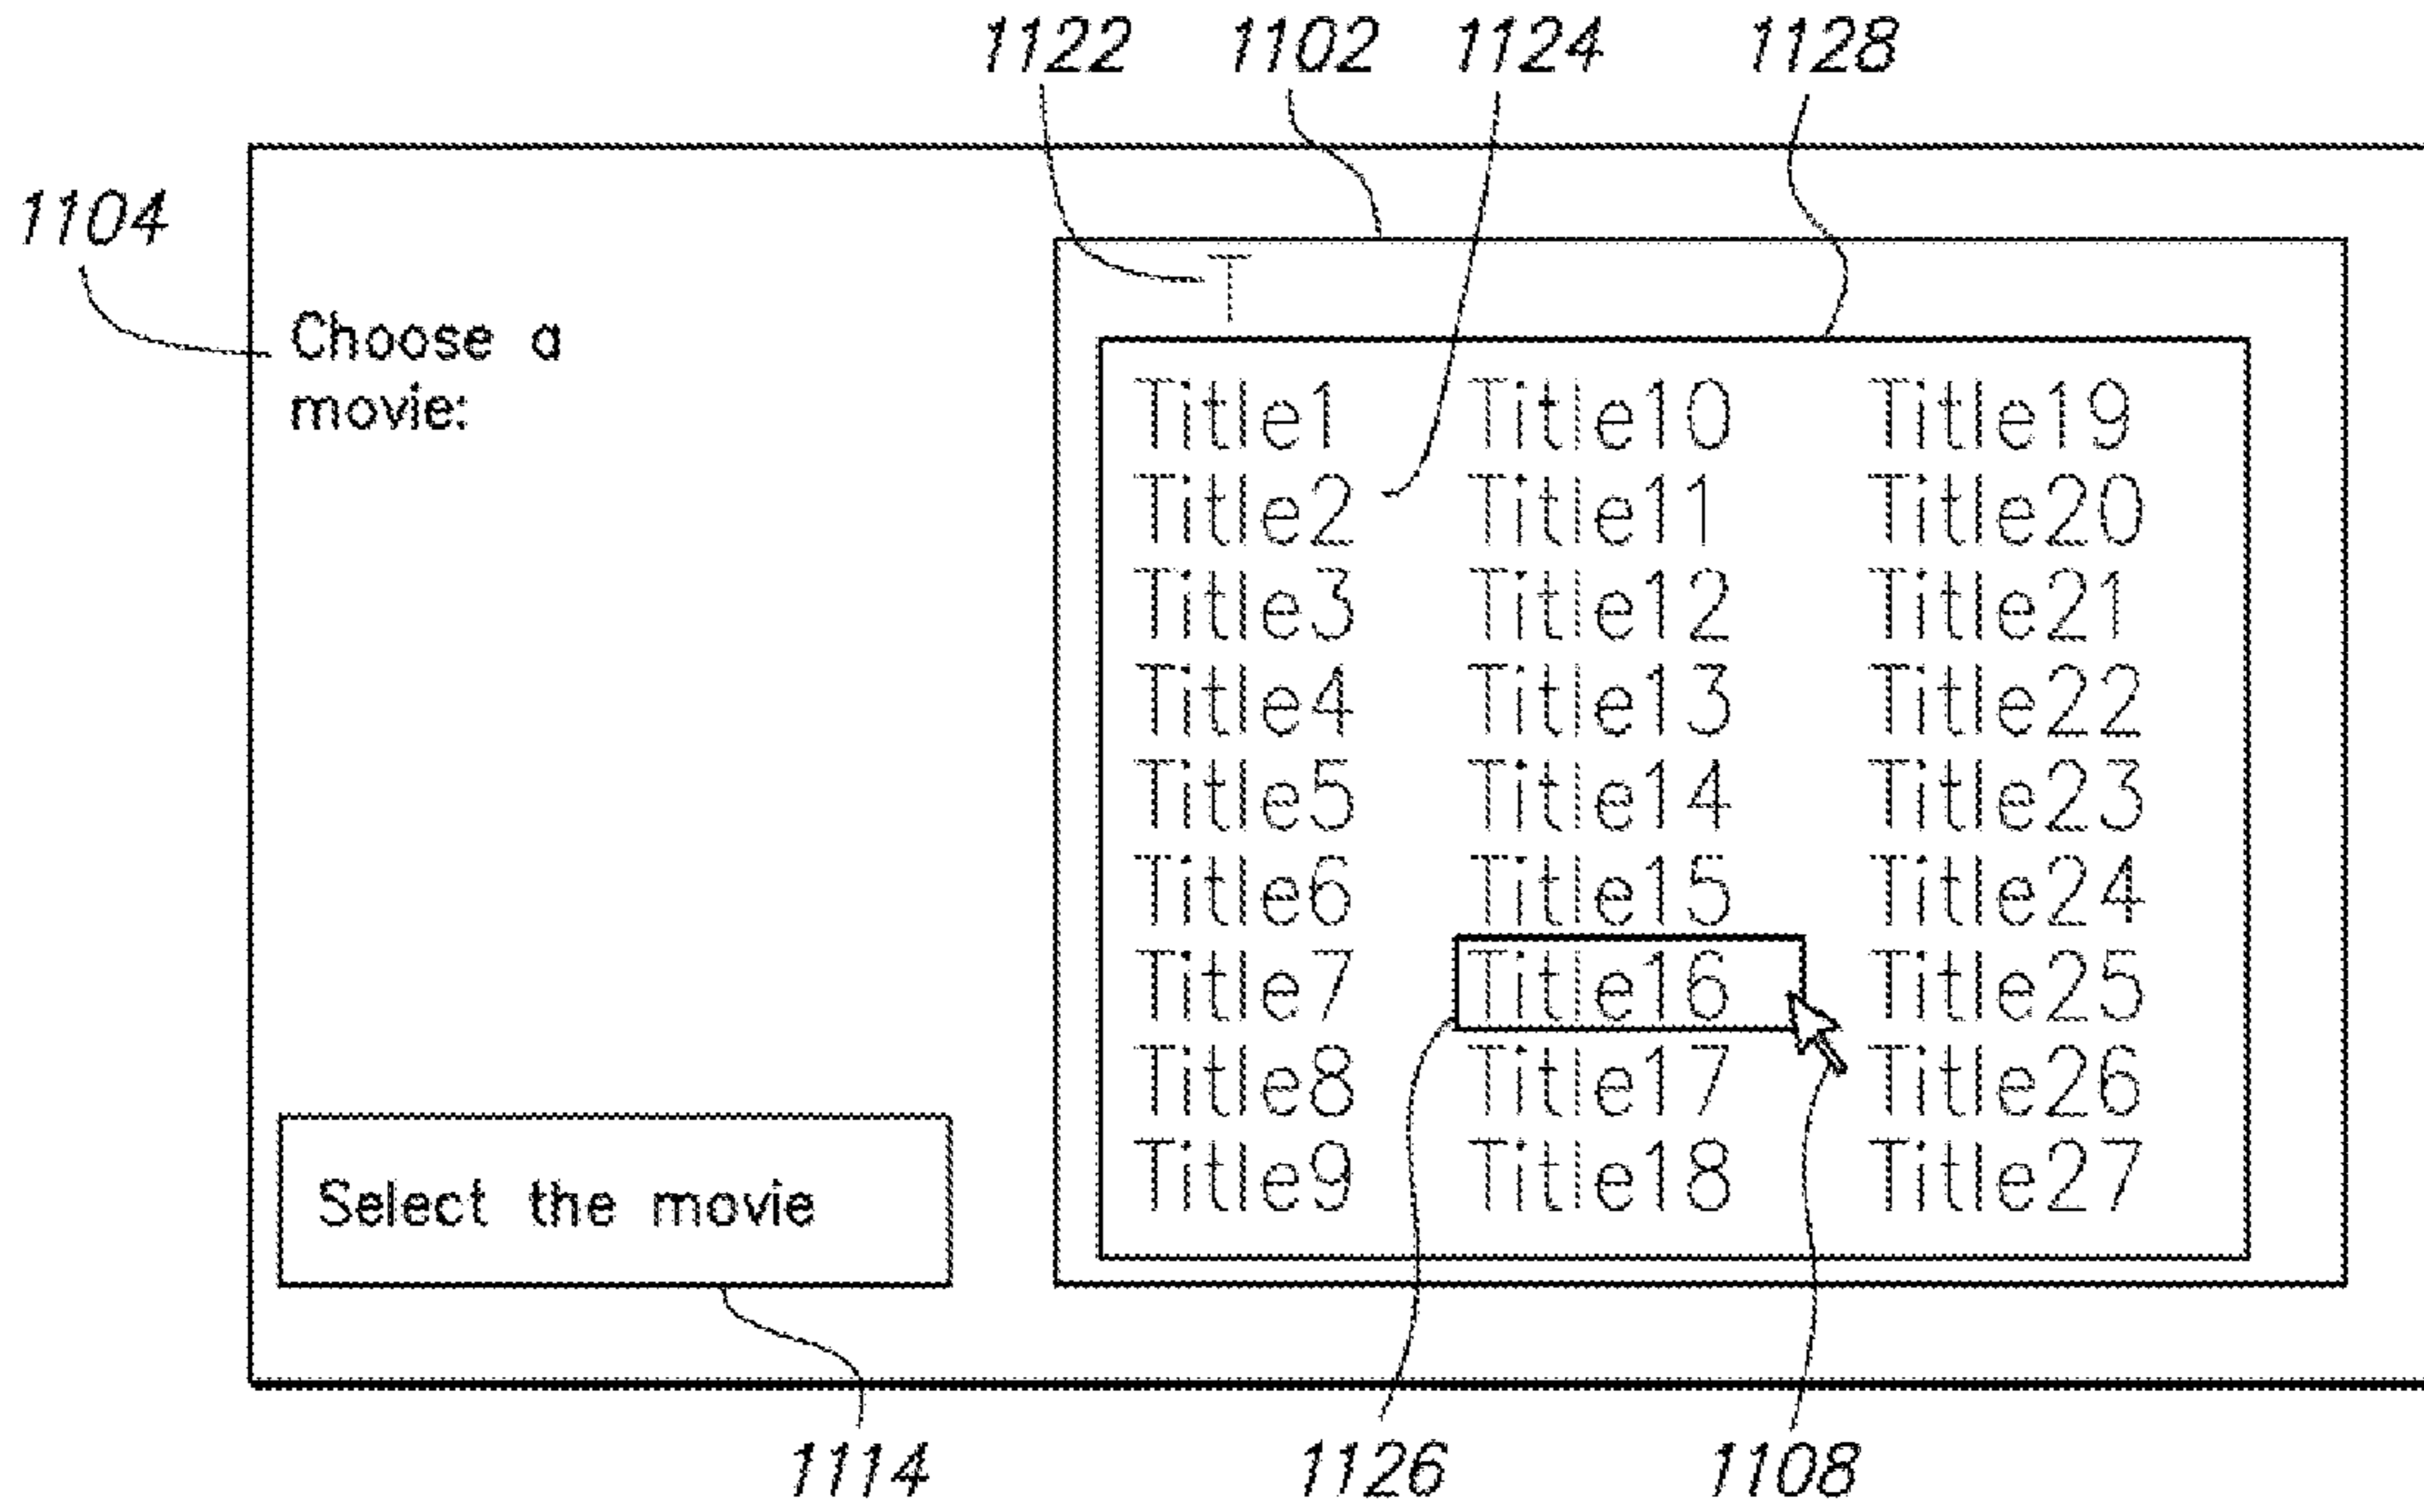 1122 1102 1124 1128
1104
T
Choose a
movie:
Title1 Title10 Title19
Title2 Title11 Title20
Title3 Title12 Title21
Title4 Title13 Title22
Title5 Title14 Title23
Title6 Title15 Title24
Title7 Title16 Title25
Title8 Title17 Title26
Title9 Title18 Title27
Select the movie
1114 1126 1108